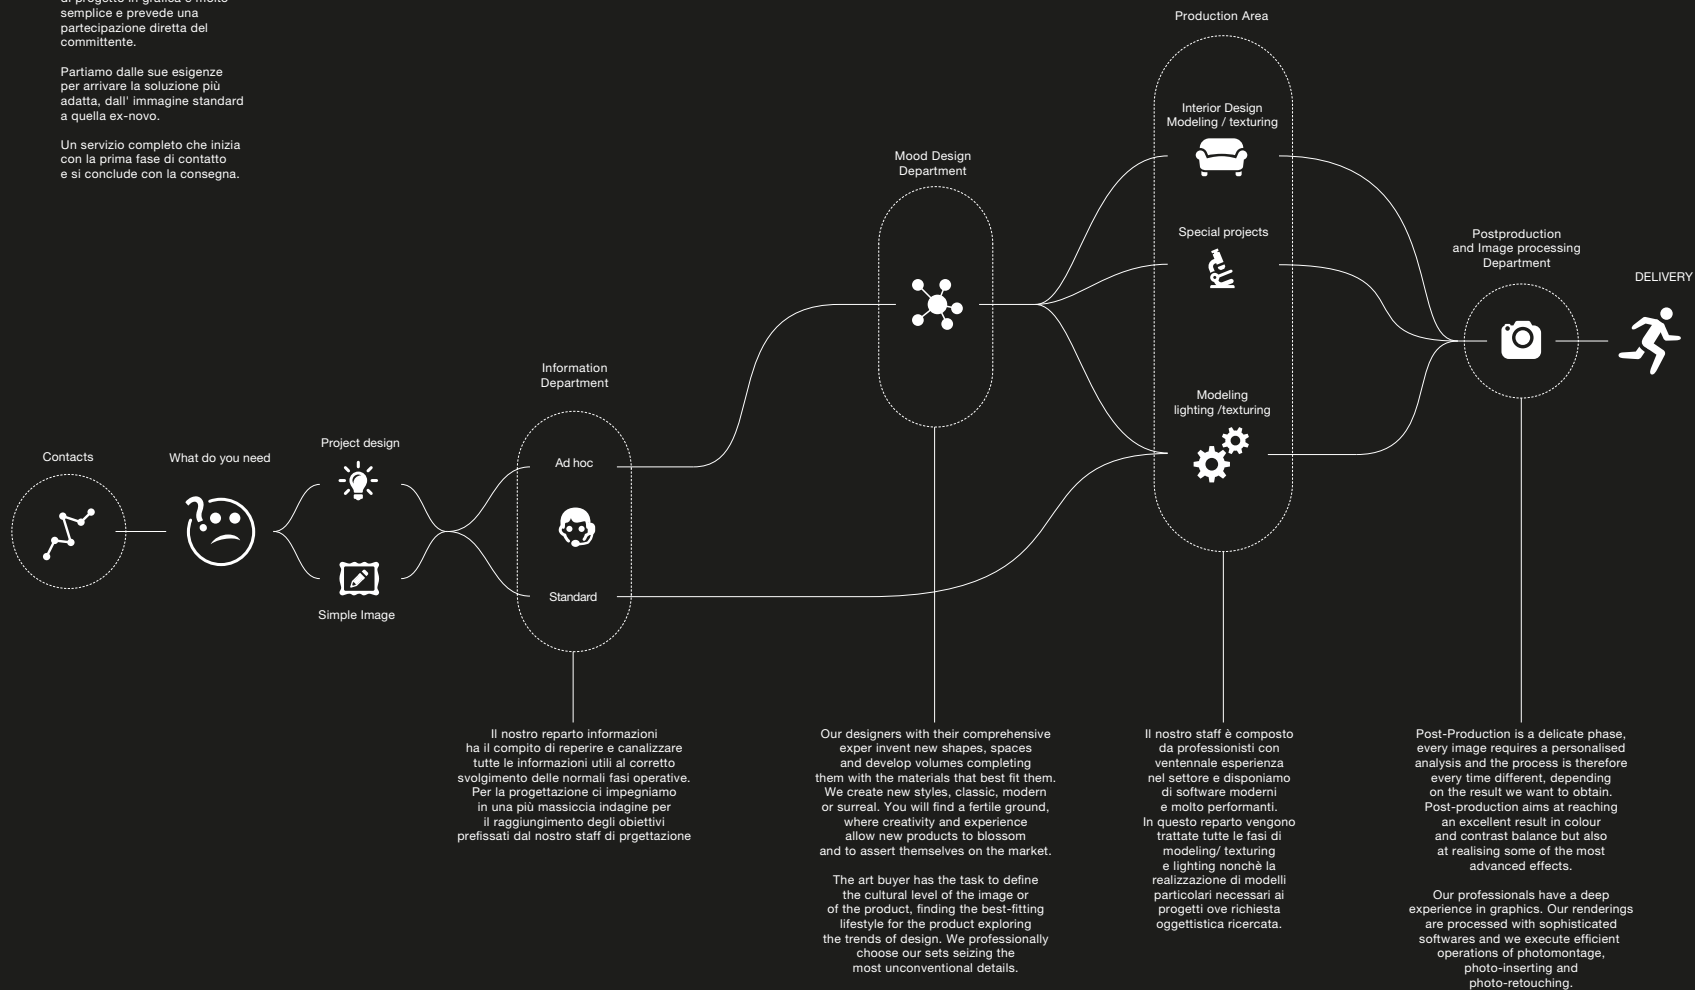 di progetto in grafica è molto
semplice e prevede una
partecipazione diretta del
committente.
Partiamo dalle sue esigenze
per arrivare la soluzione più
adatta, dall' immagine standard
a quella ex-novo.
Un servizio completo che inizia
con la prima fase di contatto
e si conclude con la consegna.
Contacts
What do you need
Project design
Simple Image
Information
Department
Ad hoc
Standard
Mood Design
Department
Production Area
Interior Design
Modeling / texturing
Special projects
Modeling
lighting /texturing
Postproduction
and Image processing
Department
DELIVERY
Il nostro reparto informazioni
ha il compito di reperire e canalizzare
tutte le informazioni utili al corretto
svolgimento delle normali fasi operative.
Per la progettazione ci impegniamo
in una più massiccia indagine per
il raggiungimento degli obiettivi
prefissati dal nostro staff di prgettazione
Our designers with their comprehensive
exper invent new shapes, spaces
and develop volumes completing
them with the materials that best fit them.
We create new styles, classic, modern
or surreal. You will find a fertile ground,
where creativity and experience
allow new products to blossom
and to assert themselves on the market.
The art buyer has the task to define
the cultural level of the image or
of the product, finding the best-fitting
lifestyle for the product exploring
the trends of design. We professionally
choose our sets seizing the
most unconventional details.
Il nostro staff è composto
da professionisti con
ventennale esperienza
nel settore e disponiamo
di software moderni
e molto performanti.
In questo reparto vengono
trattate tutte le fasi di
modeling/ texturing
e lighting nonchè la
realizzazione di modelli
particolari necessari ai
progetti ove richiesta
oggettistica ricercata.
Post-Production is a delicate phase,
every image requires a personalised
analysis and the process is therefore
every time different, depending
on the result we want to obtain.
Post-production aims at reaching
an excellent result in colour
and contrast balance but also
at realising some of the most
advanced effects.
Our professionals have a deep
experience in graphics. Our renderings
are processed with sophisticated
softwares and we execute efficient
operations of photomontage,
photo-inserting and
photo-retouching.